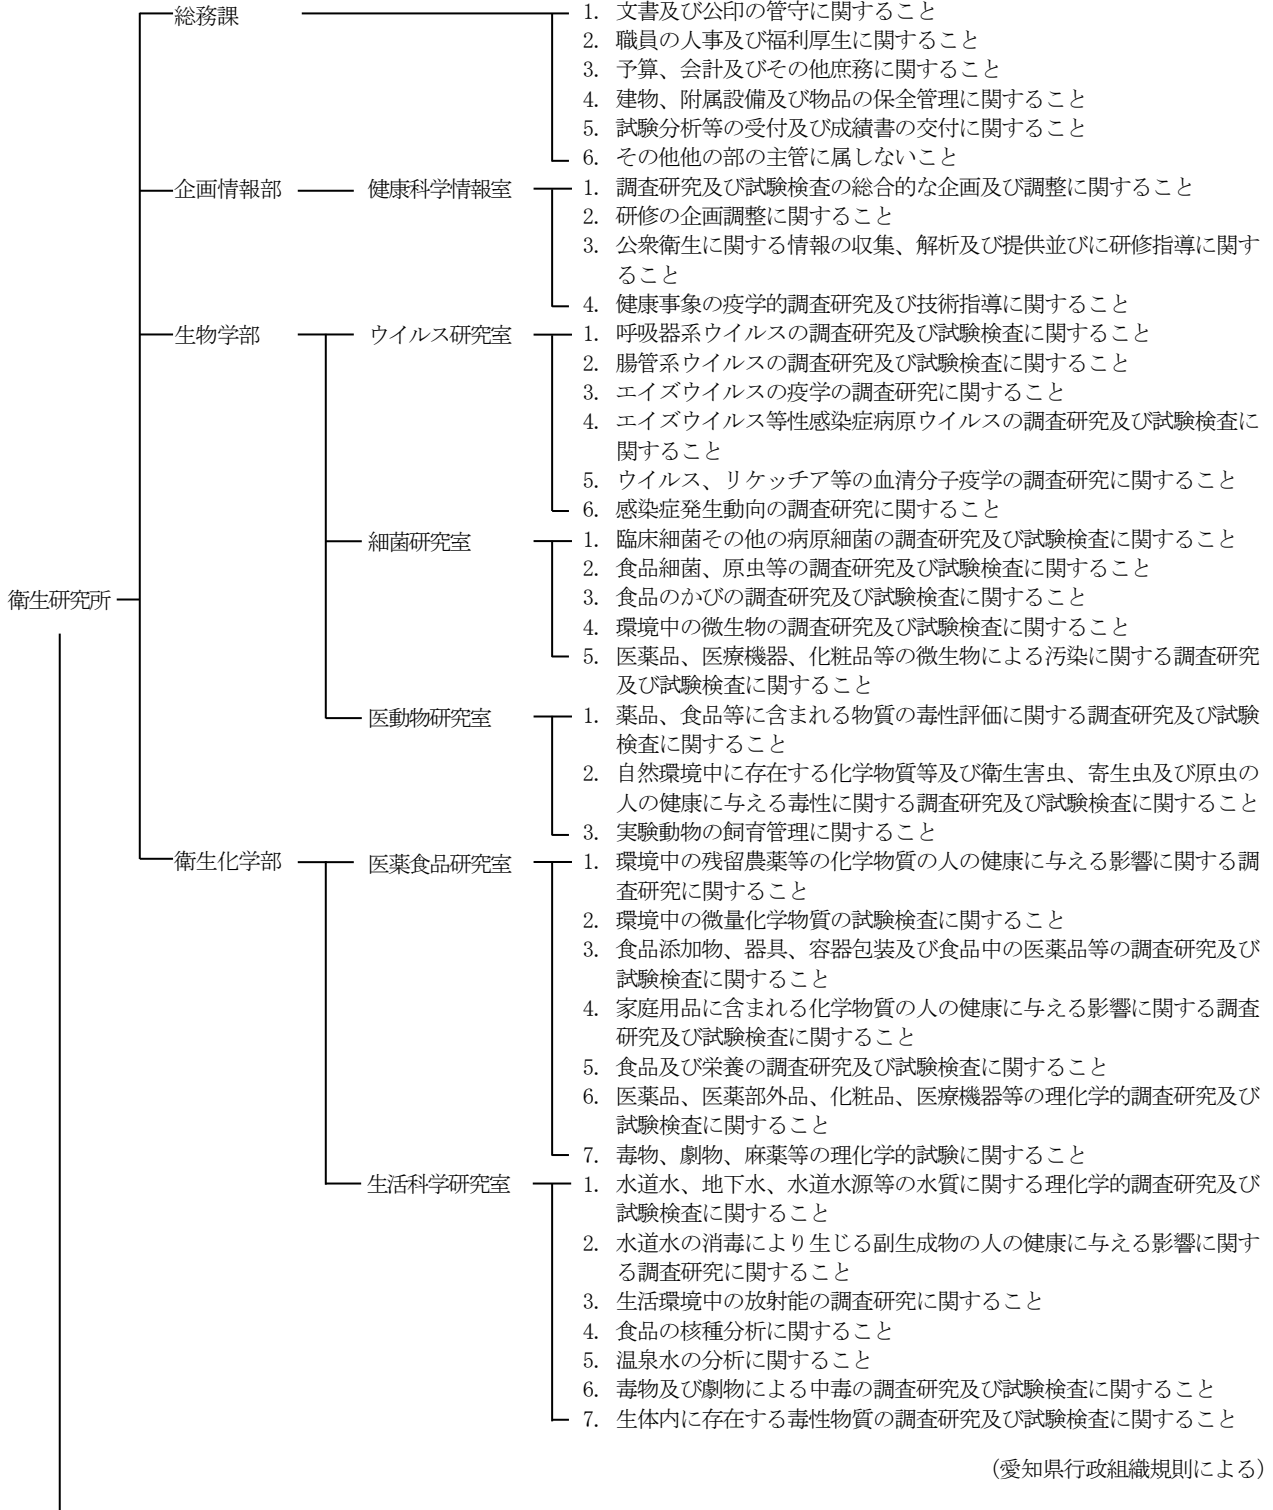 総務課
1. 文書及び公印の管守に関すること
2. 職員の人事及び福利厚生に関すること
3. 予算、会計及びその他庶務に関すること
4. 建物、附属設備及び物品の保全管理に関すること
5. 試験分析等の受付及び成績書の交付に関すること
6. その他他の部の主管に属しないこと
企画情報部
健康科学情報室
1. 調査研究及び試験検査の総合的な企画及び調整に関すること
2. 研修の企画調整に関すること
3. 公衆衛生に関する情報の収集、解析及び提供並びに研修指導に関す
ること
4. 健康事象の疫学的調査研究及び技術指導に関すること
生物学部
ウイルス研究室
1. 呼吸器系ウイルスの調査研究及び試験検査に関すること
2. 腸管系ウイルスの調査研究及び試験検査に関すること
3. エイズウイルスの疫学の調査研究に関すること
4. エイズウイルス等性感染症病原ウイルスの調査研究及び試験検査に
関すること
5. ウイルス、リケッチア等の血清分子疫学の調査研究に関すること
6. 感染症発生動向の調査研究に関すること
細菌研究室
1. 臨床細菌その他の病原細菌の調査研究及び試験検査に関すること
2. 食品細菌、原虫等の調査研究及び試験検査に関すること
3. 食品のかびの調査研究及び試験検査に関すること
4. 環境中の微生物の調査研究及び試験検査に関すること
5. 医薬品、医療機器、化粧品等の微生物による汚染に関する調査研究
及び試験検査に関すること
衛生研究所
医動物研究室
1. 薬品、食品等に含まれる物質の毒性評価に関する調査研究及び試験
検査に関すること
2. 自然環境中に存在する化学物質等及び衛生害虫、寄生虫及び原虫の
人の健康に与える毒性に関する調査研究及び試験検査に関すること
3. 実験動物の飼育管理に関すること
衛生化学部
医薬食品研究室
1. 環境中の残留農薬等の化学物質の人の健康に与える影響に関する調
査研究に関すること
2. 環境中の微量化学物質の試験検査に関すること
3. 食品添加物、器具、容器包装及び食品中の医薬品等の調査研究及び
試験検査に関すること
4. 家庭用品に含まれる化学物質の人の健康に与える影響に関する調査
研究及び試験検査に関すること
5. 食品及び栄養の調査研究及び試験検査に関すること
6. 医薬品、医薬部外品、化粧品、医療機器等の理化学的調査研究及び
試験検査に関すること
7. 毒物、劇物、麻薬等の理化学的試験に関すること
生活科学研究室
1. 水道水、地下水、水道水源等の水質に関する理化学的調査研究及び
試験検査に関すること
2. 水道水の消毒により生じる副生成物の人の健康に与える影響に関す
る調査研究に関すること
3. 生活環境中の放射能の調査研究に関すること
4. 食品の核種分析に関すること
5. 温泉水の分析に関すること
6. 毒物及び劇物による中毒の調査研究及び試験検査に関すること
7. 生体内に存在する毒性物質の調査研究及び試験検査に関すること
(愛知県行政組織規則による)